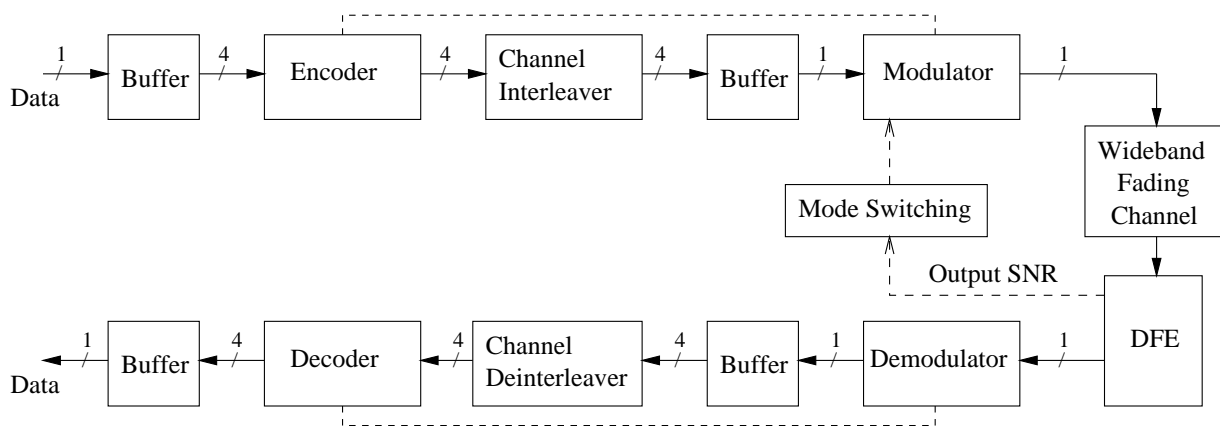 1
4
4
4
1
1
Data
Buffer
Encoder
Channel
Interleaver
Buffer
Modulator
Wideband
Fading
Channel
Mode Switching
Output SNR
1
4
4
4
1
1
Data
Buffer
Decoder
Channel
Deinterleaver
Buffer
Demodulator
DFE